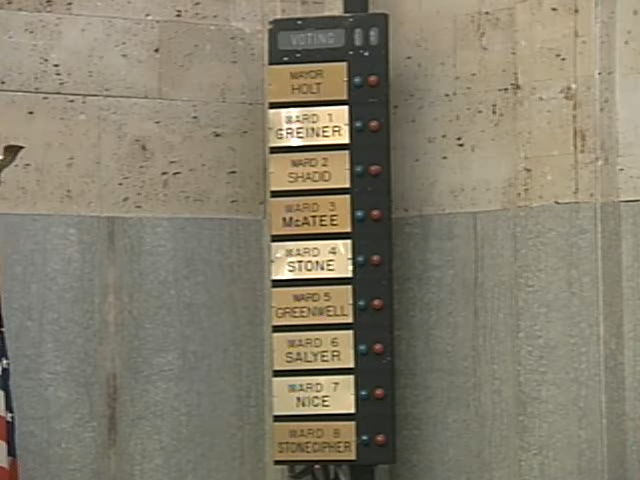 VOTING
MAYOR
HOLT
WARD 1
GREINER
WARD 2
SHADID
WARD 3
McATEE
WARD 4
STONE
WARD 5
GREENWELL
WARD 6
SALYER
WARD 7
NICE
WARD 8
STONECIPHER